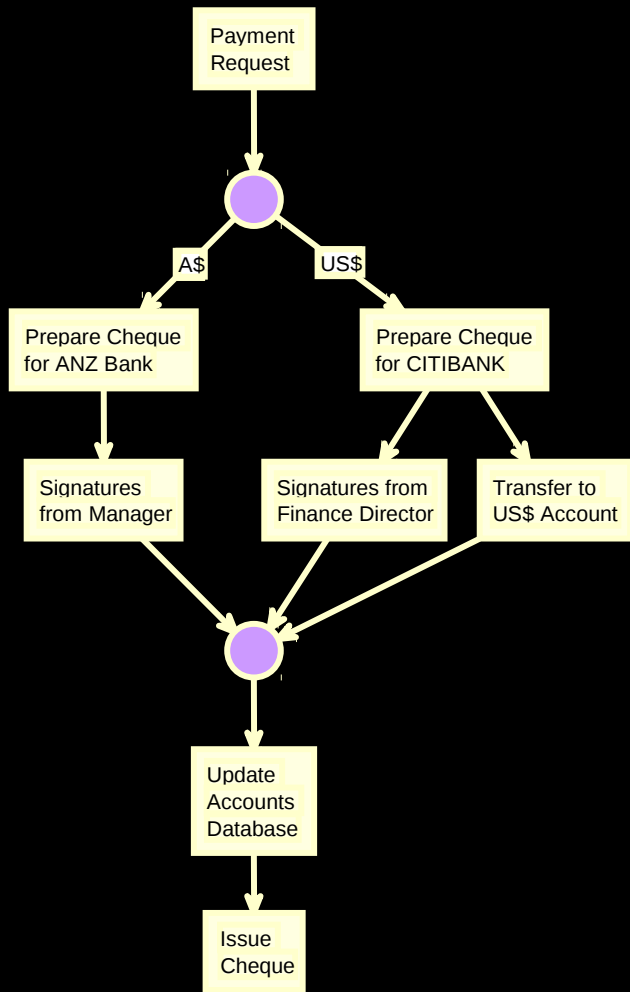 Payment
Request
A$
US$
Prepare Cheque
for ANZ Bank
Prepare Cheque
for CITIBANK
Signatures
from Manager
Signatures from
Finance Director
Transfer to
US$ Account
Update
Accounts
Database
Issue
Cheque